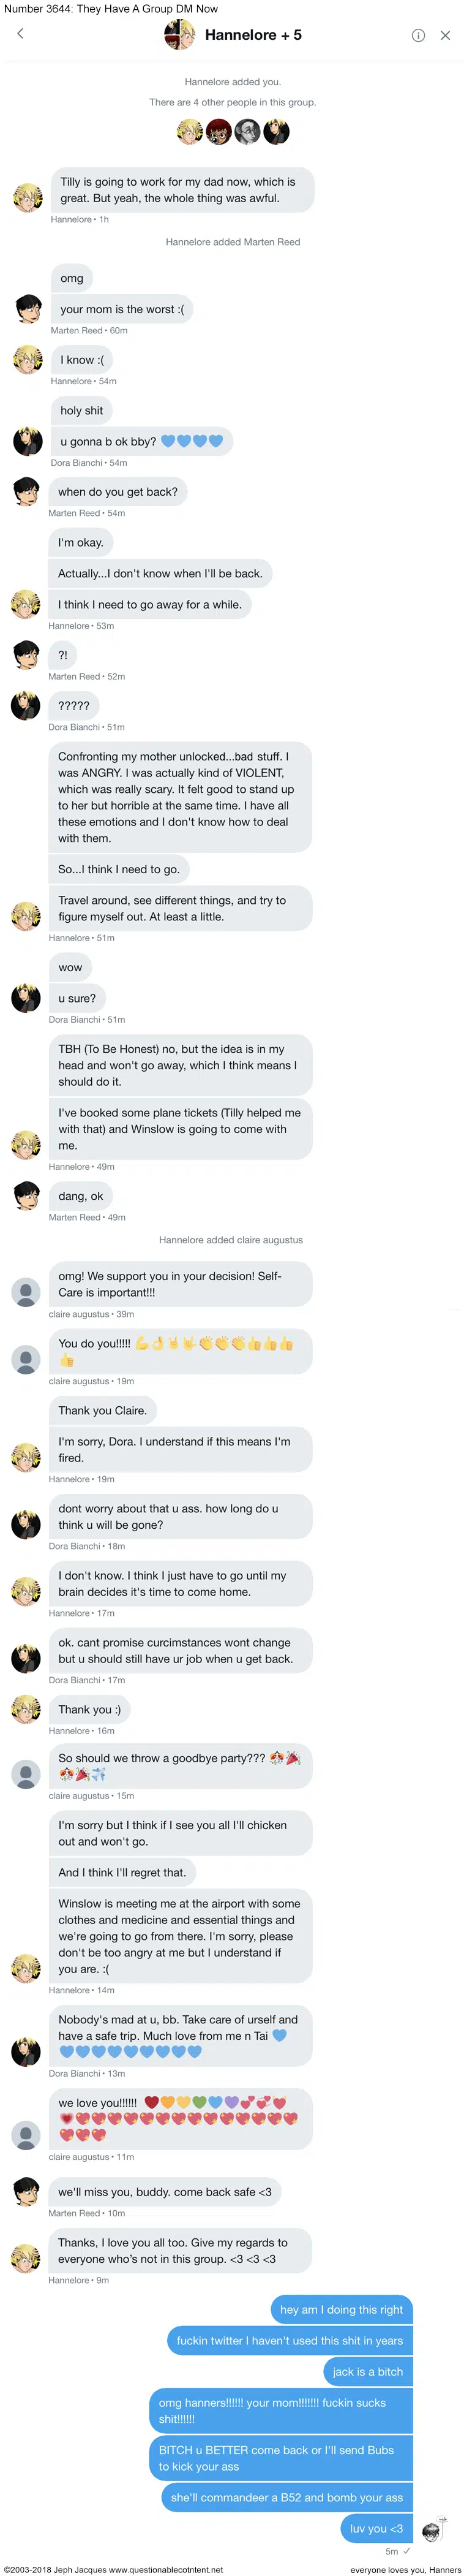 Number 3644: They Have A Group DM Now
Hannelore + 5
Hannelore added you.
There are 4 other people in this group.
Tilly is going to work for my dad now, which is
great. But yeah, the whole thing was awful.
Hannelore • 1h
Hannelore added Marten Reed
omg
your mom is the worst :(
Marten Reed • 60m
I know :(
Hannelore • 54m
holy shit
u gonna b ok bby? 💙💙💙💙
Dora Bianchi • 54m
when do you get back?
Marten Reed • 54m
I'm okay.
Actually...I don't know when I'll be back.
I think I need to go away for a while.
Hannelore • 53m
?!
Marten Reed • 52m
?????
Dora Bianchi • 51m
Confronting my mother unlocked...bad stuff. I
was ANGRY. I was actually kind of VIOLENT,
which was really scary. It felt good to stand up
to her but horrible at the same time. I have all
these emotions and I don't know how to deal
with them.
So...I think I need to go.
Travel around, see different things, and try to
figure myself out. At least a little.
Hannelore • 51m
wow
u sure?
Dora Bianchi • 51m
TBH (To Be Honest) no, but the idea is in my
head and won't go away, which I think means I
should do it.
I've booked some plane tickets (Tilly helped me
with that) and Winslow is going to come with
me.
Hannelore • 49m
dang, ok
Marten Reed • 49m
Hannelore added claire augustus
omg! We support you in your decision! Self-
Care is important!!!
claire augustus • 39m
You do you!!!!! 💪👌🤘🤟👏👏👏👍👍👍
👍
claire augustus • 19m
Thank you Claire.
I'm sorry, Dora. I understand if this means I'm
fired.
Hannelore • 19m
dont worry about that u ass. how long do u
think u will be gone?
Dora Bianchi • 18m
I don't know. I think I just have to go until my
brain decides it's time to come home.
Hannelore • 17m
ok. cant promise curcimstances wont change
but u should still have ur job when u get back.
Dora Bianchi • 17m
Thank you :)
Hannelore • 16m
So should we throw a goodbye party???
claire augustus • 15m
I'm sorry but I think if I see you all I'll chicken
out and won't go.
And I think I'll regret that.
Winslow is meeting me at the airport with some
clothes and medicine and essential things and
we're going to go from there. I'm sorry, please
don't be too angry at me but I understand if
you are. :(
Hannelore • 14m
Nobody's mad at u, bb. Take care of urself and
have a safe trip. Much love from me n Tai 💙
💙💙💙💙💙💙💙💙💙
Dora Bianchi • 13m
we love you!!!!!!
claire augustus • 11m
we'll miss you, buddy. come back safe <3
Marten Reed • 10m
Thanks, I love you all too. Give my regards to
everyone who's not in this group. <3 <3 <3
Hannelore • 9m
hey am I doing this right
fuckin twitter I haven't used this shit in years
jack is a bitch
omg hanners!!!!!! your mom!!!!!!! fuckin sucks
shit!!!!!!
BITCH u BETTER come back or I'll send Bubs
to kick your ass
she'll commandeer a B52 and bomb your ass
luv you <3
5m ✓
©2003-2018 Jeph Jacques www.questionablecotntent.net
everyone loves you, Hanners